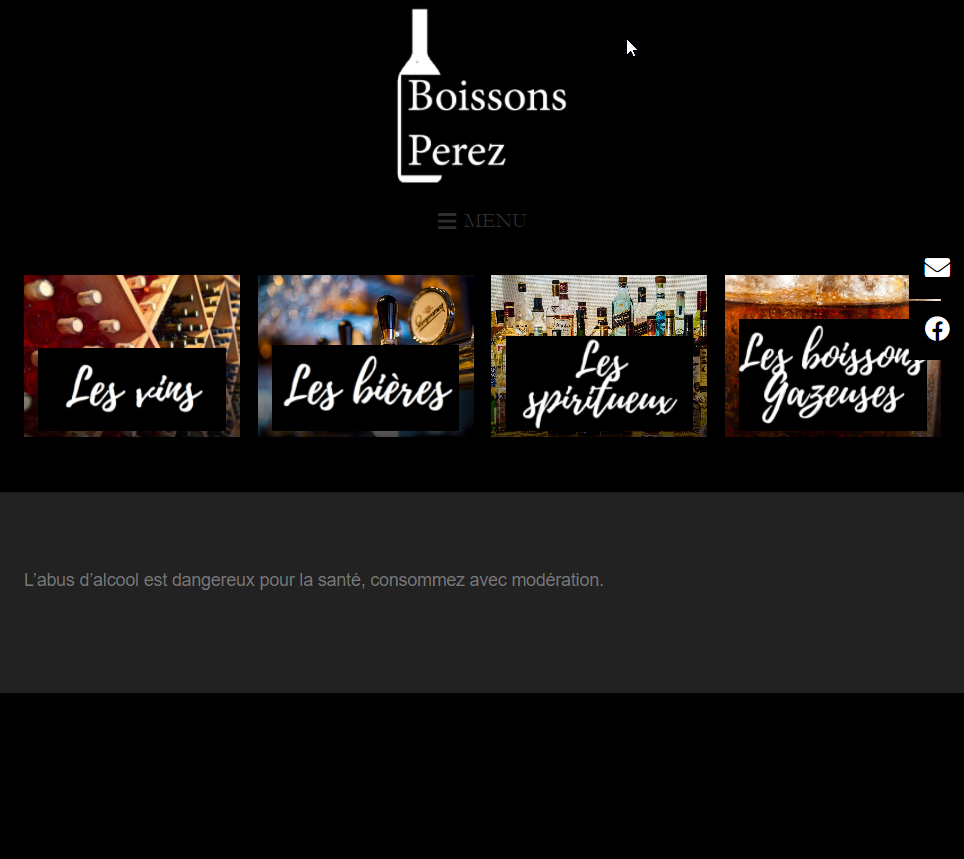 Boissons
Perez
MENU
Les vins
Les bières
Les
spiritueux
Les boissons
Gazeuses
L’abus d’alcool est dangereux pour la santé, consommez avec modération.